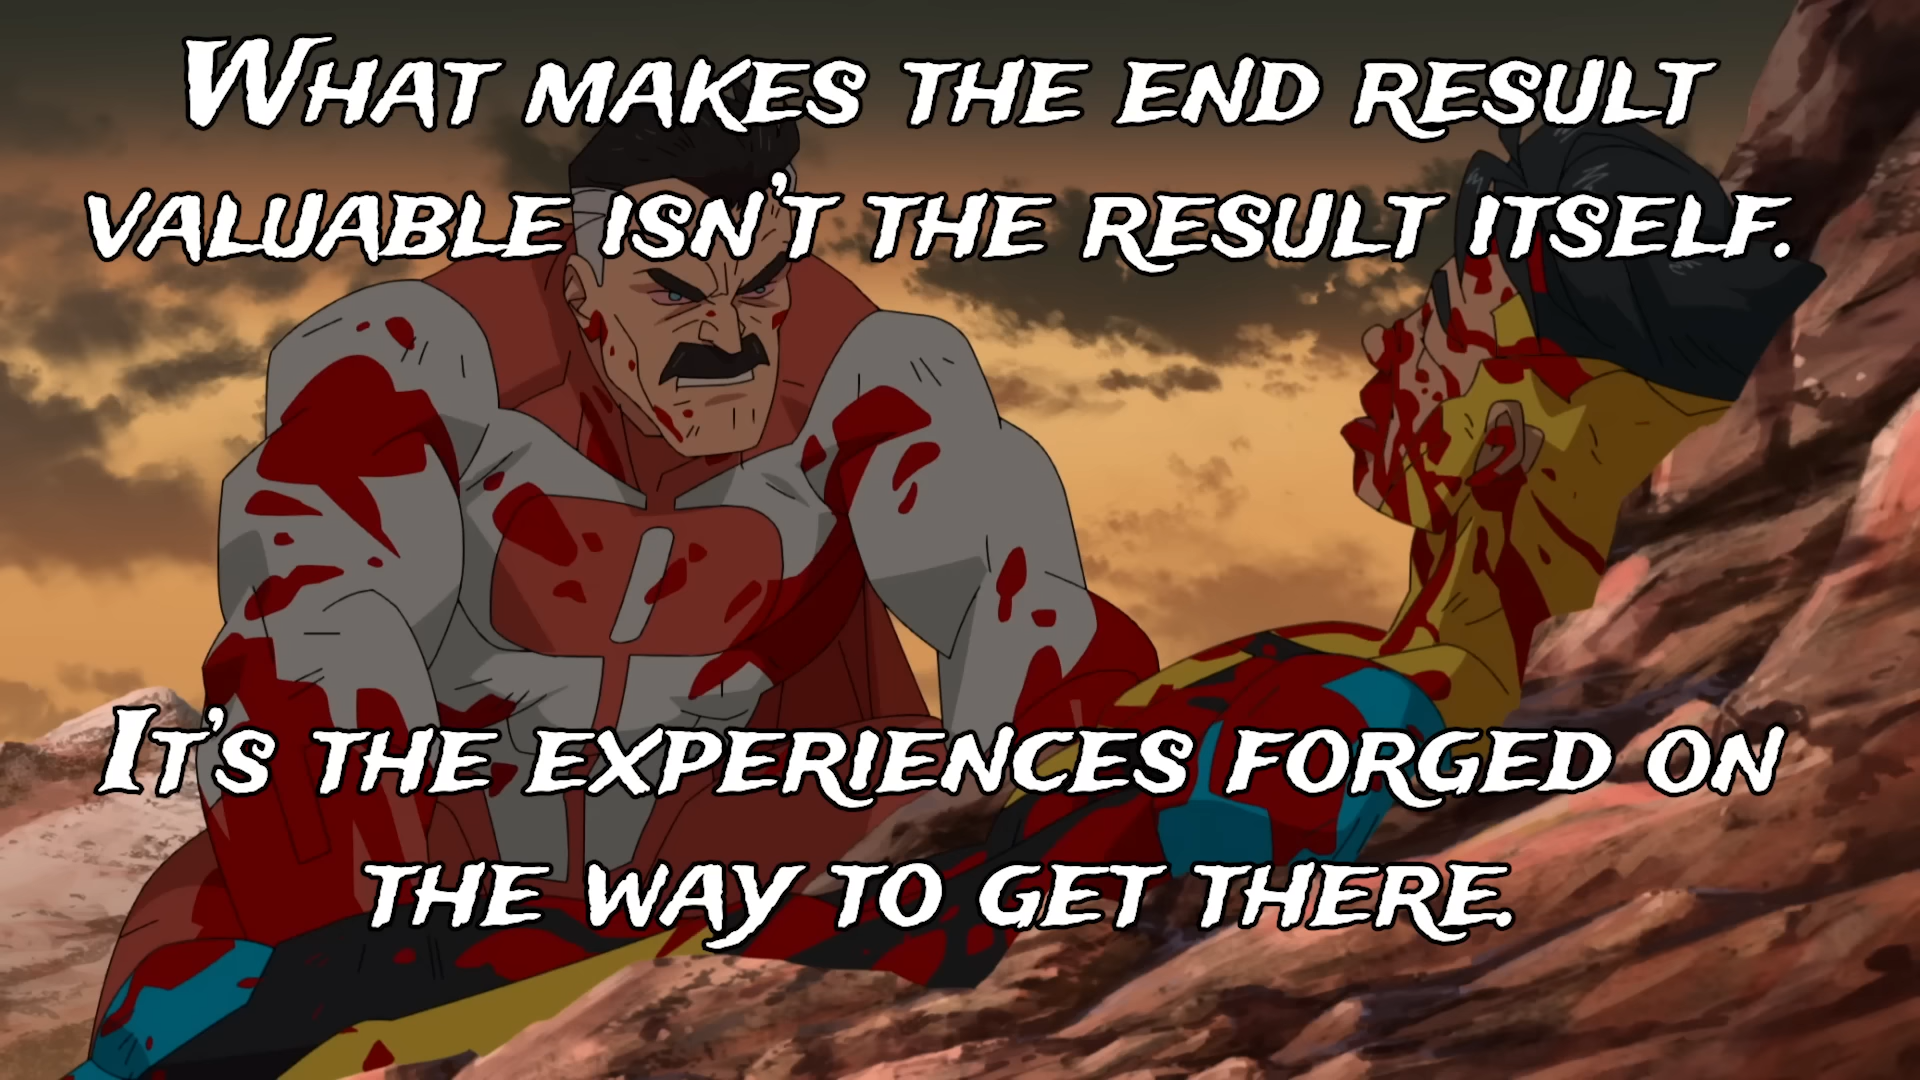 What makes the end result
valuable isn't the result itself.
It's the experiences forged on
the way to get there.